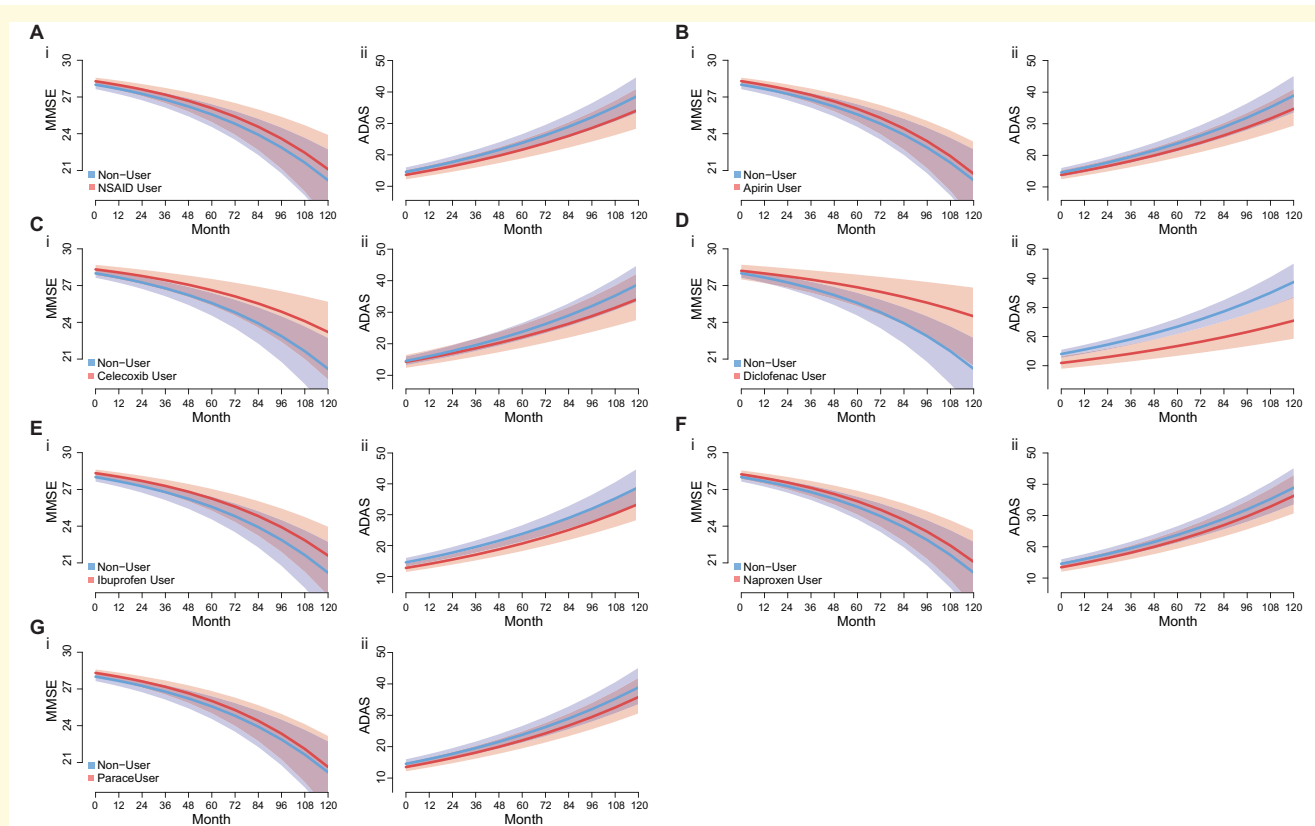 A
i
MMSE
30
27
24
21
Non−User
NSAID User
0 12 24 36 48 60 72 84 96 108 120
Month
ii
ADAS
50
40
30
20
10
0 12 24 36 48 60 72 84 96 108 120
Month
B
i
MMSE
30
27
24
21
Non−User
Apirin User
0 12 24 36 48 60 72 84 96 108 120
Month
ii
ADAS
50
40
30
20
10
0 12 24 36 48 60 72 84 96 108 120
Month
C
i
MMSE
30
27
24
21
Non−User
Celecoxib User
0 12 24 36 48 60 72 84 96 108 120
Month
ii
ADAS
50
40
30
20
10
0 12 24 36 48 60 72 84 96 108 120
Month
D
i
MMSE
30
27
24
21
Non−User
Diclofenac User
0 12 24 36 48 60 72 84 96 108 120
Month
ii
ADAS
50
40
30
20
10
0 12 24 36 48 60 72 84 96 108 120
Month
E
i
MMSE
30
27
24
21
Non−User
Ibuprofen User
0 12 24 36 48 60 72 84 96 108 120
Month
ii
ADAS
50
40
30
20
10
0 12 24 36 48 60 72 84 96 108 120
Month
F
i
MMSE
30
27
24
21
Non−User
Naproxen User
0 12 24 36 48 60 72 84 96 108 120
Month
ii
ADAS
50
40
30
20
10
0 12 24 36 48 60 72 84 96 108 120
Month
G
i
MMSE
30
27
24
21
Non−User
ParaceUser
0 12 24 36 48 60 72 84 96 108 120
Month
ii
ADAS
50
40
30
20
10
0 12 24 36 48 60 72 84 96 108 120
Month